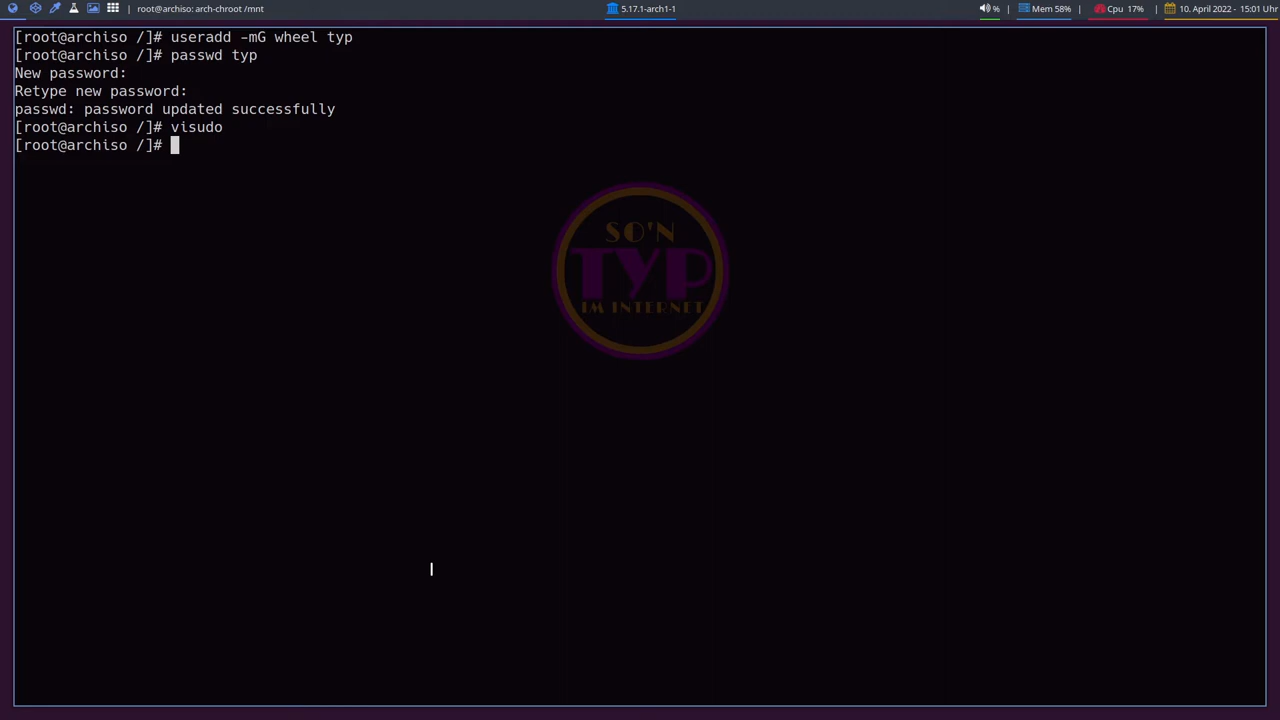 root@archiso: arch-chroot /mnt
5.17.1-arch1-1
%
Mem 58%
Cpu 17%
10. April 2022 - 15:01 Uhr
[root@archiso /]# useradd -mG wheel typ
[root@archiso /]# passwd typ
New password:
Retype new password:
passwd: password updated successfully
[root@archiso /]# visudo
[root@archiso /]#
SO'N
TYP
IM INTERNET